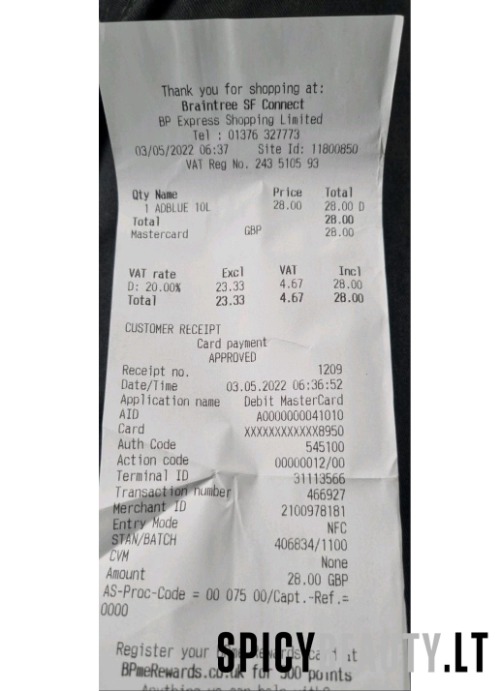 Thank you for shopping at:
Braintree SF Connect
BP Express Shopping Limited
Tel : 01376 327773
03/05/2022 06:37 Site Id: 11800850
VAT Reg No. 243 5105 93
Qty Name Price Total
1 ADBLUE 10L 28.00 28.00 D
Total 28.00
Mastercard GBP 28.00
VAT rate Excl VAT Incl
D: 20.00% 23.33 4.67 28.00
Total 23.33 4.67 28.00
CUSTOMER RECEIPT
Card payment
APPROVED
Receipt no. 1209
Date/Time 03.05.2022 06:36:52
Application name Debit MasterCard
AID A0000000041010
Card XXXXXXXXXXXX8950
Auth Code 545100
Action code 00000012/00
Terminal ID 31113566
Transaction number 466927
Merchant ID 2100978181
Entry Mode NFC
STAN/BATCH 406834/1100
CVM None
Amount 28.00 GBP
AS-Proc-Code = 00 075 00/Capt.-Ref.=
0000
Register your
BPmeRewards.co.uk for 500 points
SPICYBEAUTY.LT